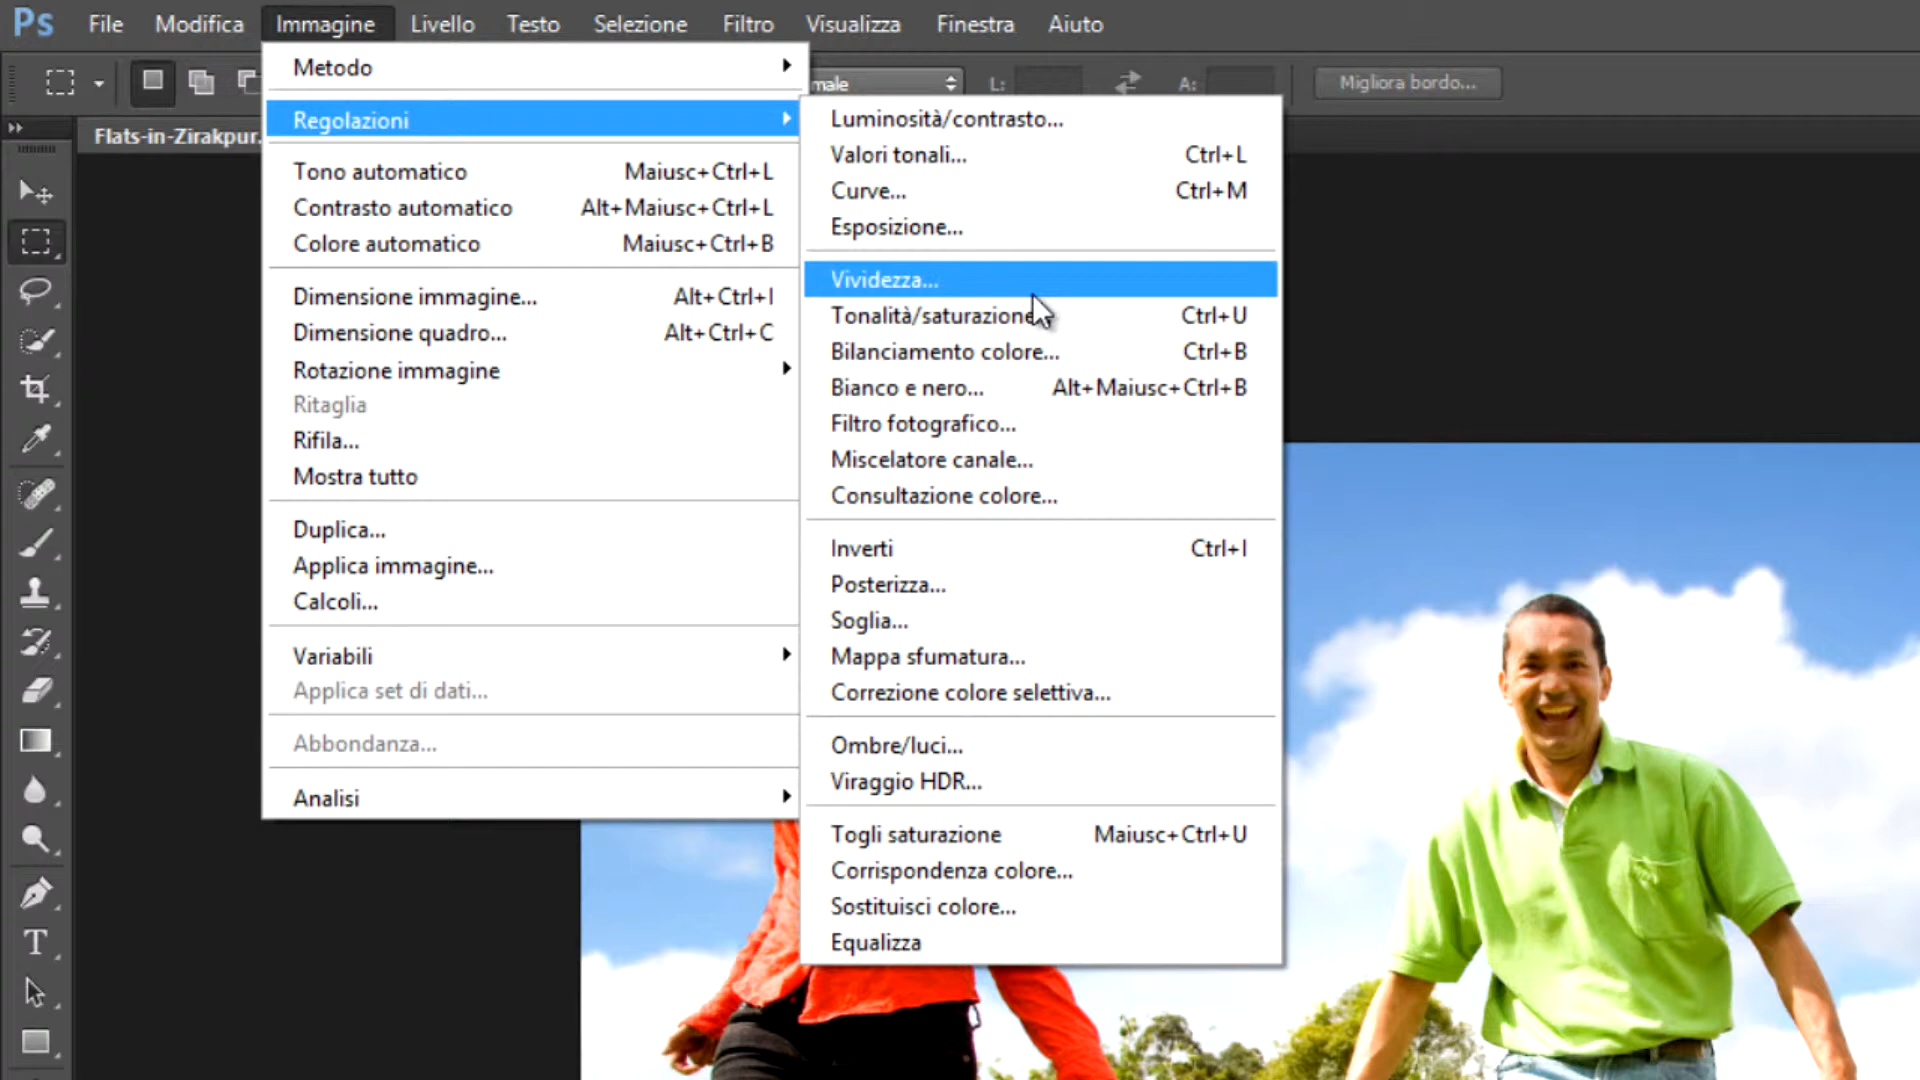 Ps File Modifica Immagine Livello Testo Selezione Filtro Visualizza Finestra Aiuto
L: A: Migliora bordo...
Flats-in-Zirakpur.
Metodo
Regolazioni
Tono automatico Maiusc+Ctrl+L
Contrasto automatico Alt+Maiusc+Ctrl+L
Colore automatico Maiusc+Ctrl+B
Dimensione immagine... Alt+Ctrl+I
Dimensione quadro... Alt+Ctrl+C
Rotazione immagine
Ritaglia
Rifila...
Mostra tutto
Duplica...
Applica immagine...
Calcoli...
Variabili
Applica set di dati...
Abbondanza...
Analisi
Luminosità/contrasto...
Valori tonali... Ctrl+L
Curve... Ctrl+M
Esposizione...
Vividezza...
Tonalità/saturazione Ctrl+U
Bilanciamento colore... Ctrl+B
Bianco e nero... Alt+Maiusc+Ctrl+B
Filtro fotografico...
Miscelatore canale...
Consultazione colore...
Inverti Ctrl+I
Posterizza...
Soglia...
Mappa sfumatura...
Correzione colore selettiva...
Ombre/luci...
Viraggio HDR...
Togli saturazione Maiusc+Ctrl+U
Corrispondenza colore...
Sostituisci colore...
Equalizza